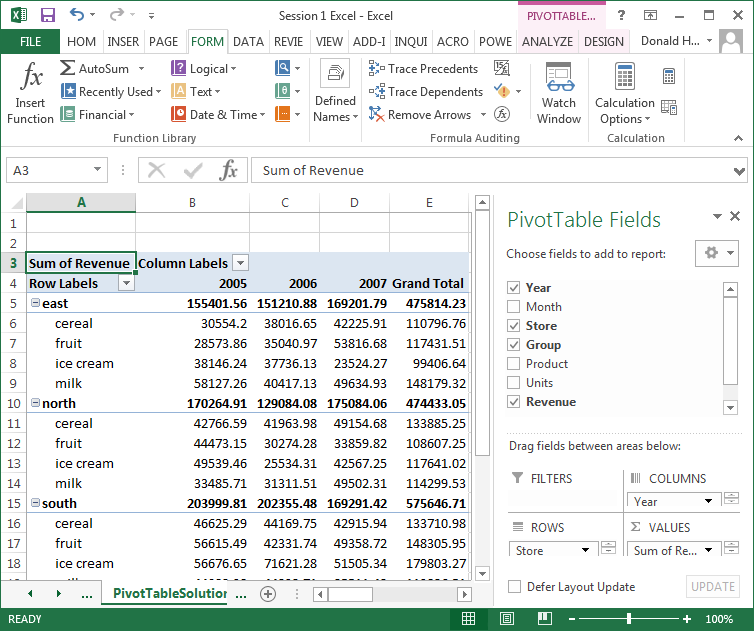 Session 1 Excel - Excel
PIVOTTABLE...
?
FILE HOM INSER PAGE FORM DATA REVIE VIEW ADD-I INQUI ACRO POWE ANALYZE DESIGN Donald H...
fx
Insert
Function
Σ AutoSum
Recently Used
Financial
Logical
Text
Date & Time
Function Library
Defined
Names
Trace Precedents
Trace Dependents
Remove Arrows
Formula Auditing
Watch
Window
Calculation
Options
Calculation
A3 fx Sum of Revenue
A B C D E
1
2
3 Sum of Revenue Column Labels
4 Row Labels 2005 2006 2007 Grand Total
5 east 155401.56 151210.88 169201.79 475814.23
6 cereal 30554.2 38016.65 42225.91 110796.76
7 fruit 28573.86 35040.97 53816.68 117431.51
8 ice cream 38146.24 37736.13 23524.27 99406.64
9 milk 58127.26 40417.13 49634.93 148179.32
10 north 170264.91 129084.08 175084.06 474433.05
11 cereal 42766.59 41963.98 49154.68 133885.25
12 fruit 44473.15 30274.28 33859.82 108607.25
13 ice cream 49539.46 25534.31 42567.25 117641.02
14 milk 33485.71 31311.51 49502.31 114299.53
15 south 203999.81 202355.48 169291.42 575646.71
16 cereal 46625.29 44169.75 42915.94 133710.98
17 fruit 56615.49 42331.74 49358.72 148305.95
18 ice cream 56676.65 71621.28 51505.34 179803.27
... PivotTableSolution ...
PivotTable Fields
Choose fields to add to report:
Year
Month
Store
Group
Product
Units
Revenue
Drag fields between areas below:
FILTERS
COLUMNS
Year
ROWS
Store
Σ VALUES
Sum of Re...
Defer Layout Update UPDATE
READY 100%